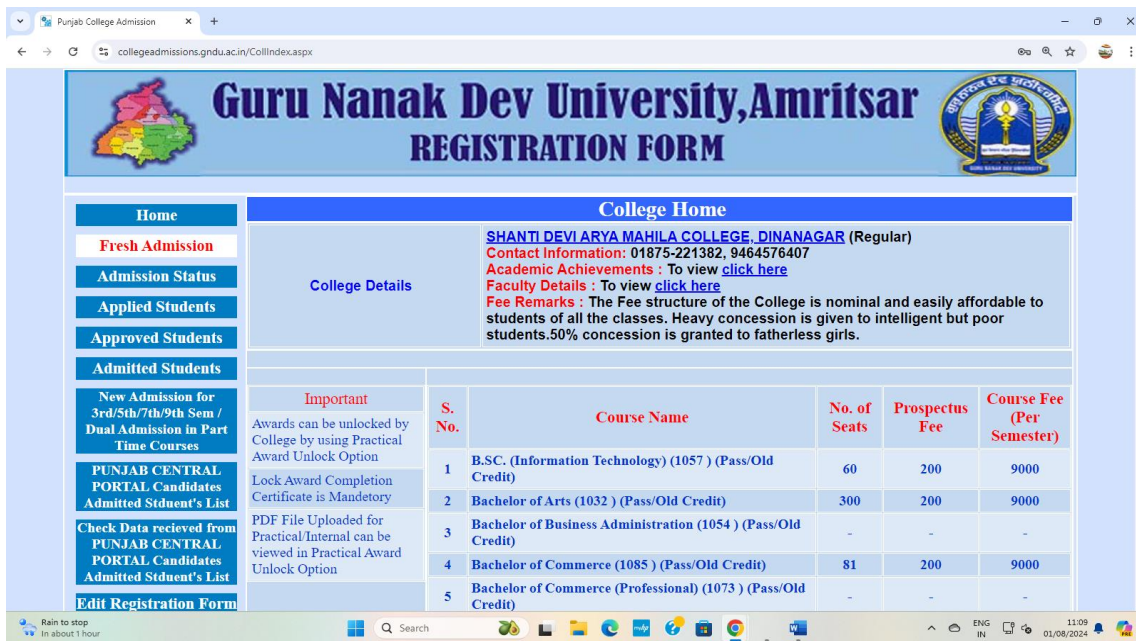 Punjab College Admission
collegeadmissions.gndu.ac.in/CollIndex.aspx
Guru Nanak Dev University,Amritsar
REGISTRATION FORM
GURU NANAK DEV UNIVERSITY
Home
Fresh Admission
Admission Status
Applied Students
Approved Students
Admitted Students
New Admission for
3rd/5th/7th/9th Sem /
Dual Admission in Part
Time Courses
PUNJAB CENTRAL
PORTAL Candidates
Admitted Stduent's List
Check Data recieved from
PUNJAB CENTRAL
PORTAL Candidates
Admitted Stduent's List
Edit Registration Form
College Home
College Details
SHANTI DEVI ARYA MAHILA COLLEGE, DINANAGAR (Regular)
Contact Information: 01875-221382, 9464576407
Academic Achievements : To view click here
Faculty Details : To view click here
Fee Remarks : The Fee structure of the College is nominal and easily affordable to
students of all the classes. Heavy concession is given to intelligent but poor
students.50% concession is granted to fatherless girls.
Important
Awards can be unlocked by
College by using Practical
Award Unlock Option
Lock Award Completion
Certificate is Mandetory
PDF File Uploaded for
Practical/Internal can be
viewed in Practical Award
Unlock Option
S. No. Course Name No. of Seats Prospectus Fee Course Fee (Per Semester)
1 B.SC. (Information Technology) (1057 ) (Pass/Old Credit) 60 200 9000
2 Bachelor of Arts (1032 ) (Pass/Old Credit) 300 200 9000
3 Bachelor of Business Administration (1054 ) (Pass/Old Credit) - - -
4 Bachelor of Commerce (1085 ) (Pass/Old Credit) 81 200 9000
5 Bachelor of Commerce (Professional) (1073 ) (Pass/Old Credit) - - -
Rain to stop
In about 1 hour
Search
ENG
IN
11:09
01/08/2024